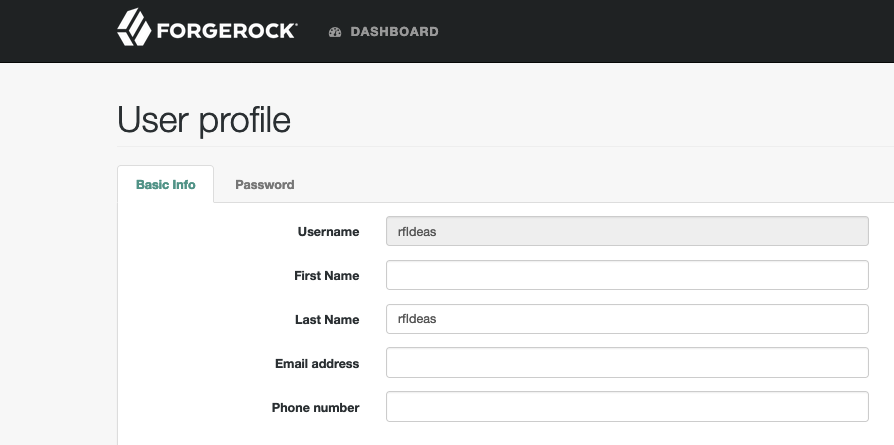 FORGEROCK DASHBOARD
User profile
Basic Info Password
Username rfIdeas
First Name
Last Name rfIdeas
Email address
Phone number